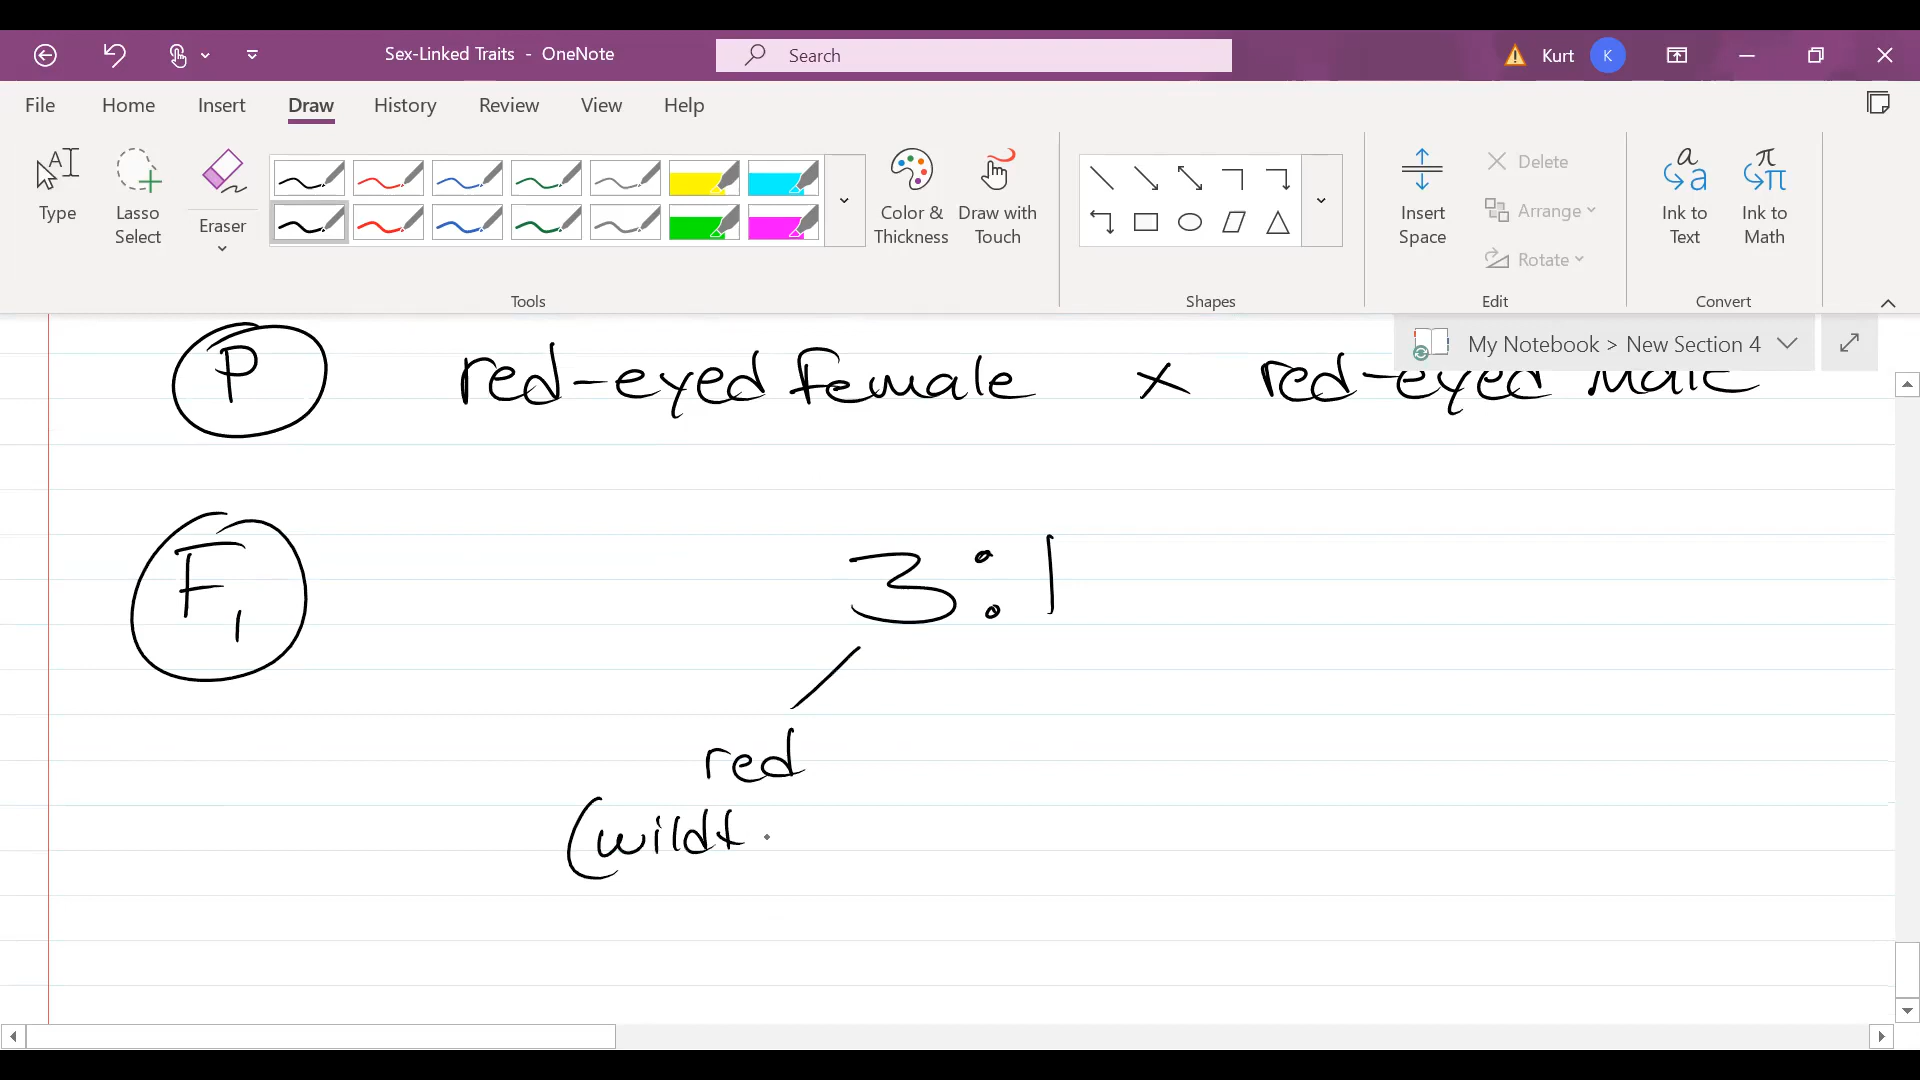 Sex-Linked Traits - OneNote
Search
Kurt
K
File Home Insert Draw History Review View Help
Type
Lasso Select
Eraser
Color & Thickness
Draw with Touch
Insert Space
Delete
Arrange
Rotate
Ink to Text
Ink to Math
Tools
Shapes
Edit
Convert
My Notebook > New Section 4
P red-eyed female × red-eyed Male
F1 3:1
red
(wildt